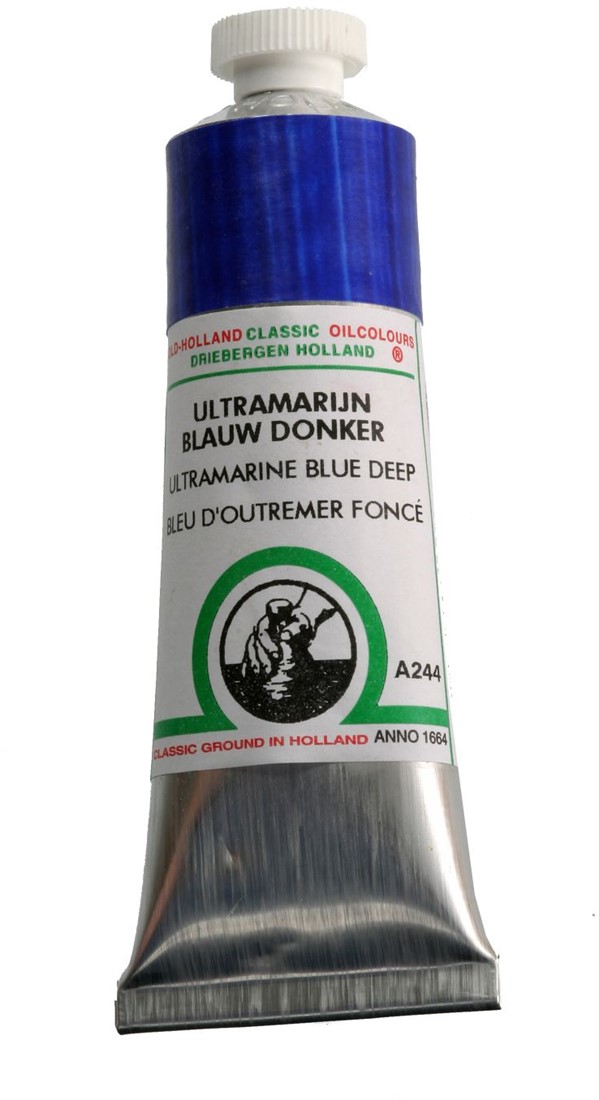 OLD-HOLLAND CLASSIC OILCOLOURS
DRIEBERGEN HOLLAND ®
ULTRAMARIJN
BLAUW DONKER
ULTRAMARINE BLUE DEEP
BLEU D'OUTREMER FONCÉ
A244
CLASSIC GROUND IN HOLLAND ANNO 1664